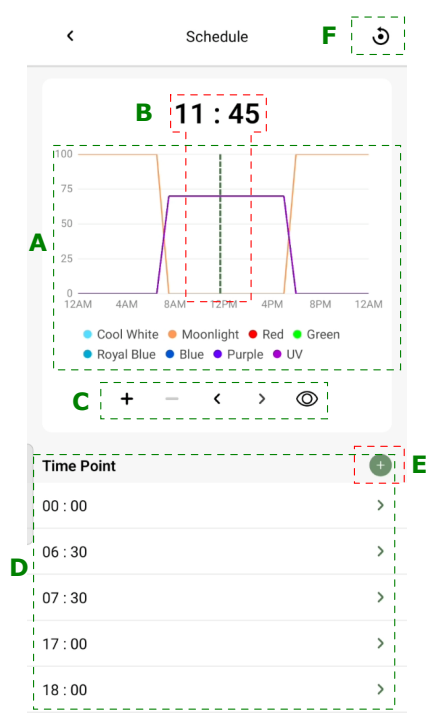 Schedule F
B 11 : 45
100
75
A
50
25
0
12AM 4AM 8AM 12PM 4PM 8PM 12AM
Cool White Moonlight Red Green
Royal Blue Blue Purple UV
C + − < >
Time Point + E
00 : 00
06 : 30
D
07 : 30
17 : 00
18 : 00